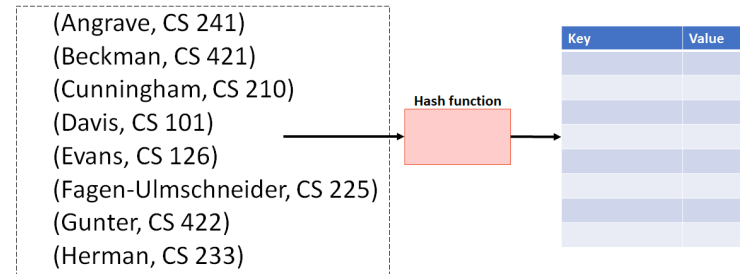 (Angrave, CS 241)
(Beckman, CS 421)
(Cunningham, CS 210)
(Davis, CS 101)
(Evans, CS 126)
(Fagen-Ulmschneider, CS 225)
(Gunter, CS 422)
(Herman, CS 233)
Hash function
Key Value